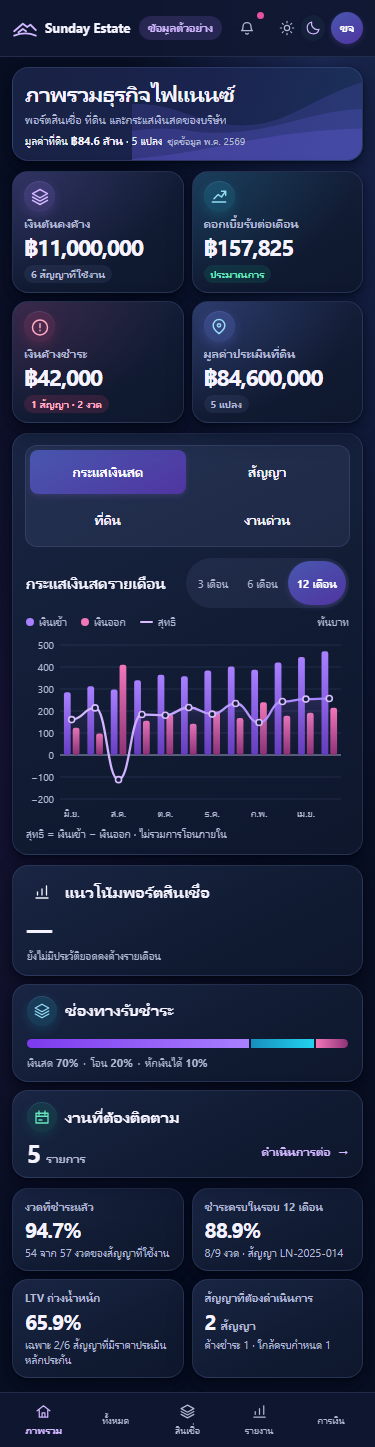 Sunday Estate ข้อมูลตัวอย่าง ขจ
ภาพรวมธุรกิจไฟแนนซ์
พอร์ตสินเชื่อ ที่ดิน และกระแสเงินสดของบริษัท
มูลค่าที่ดิน ฿84.6 ล้าน · 5 แปลง ชุดข้อมูล พ.ค. 2569
เงินต้นคงค้าง
฿11,000,000
6 สัญญาที่ใช้งาน
ดอกเบี้ยรับต่อเดือน
฿157,825
ประมาณการ
เงินค้างชำระ
฿42,000
1 สัญญา · 2 งวด
มูลค่าประเมินที่ดิน
฿84,600,000
5 แปลง
กระแสเงินสด สัญญา
ที่ดิน งานด่วน
กระแสเงินสดรายเดือน 3 เดือน 6 เดือน 12 เดือน
เงินเข้า เงินออก สุทธิ พันบาท
500
400
300
200
100
0
−100
−200
มิ.ย. ส.ค. ต.ค. ธ.ค. ก.พ. เม.ย.
สุทธิ = เงินเข้า − เงินออก · ไม่รวมการโอนภายใน
แนวโน้มพอร์ตสินเชื่อ
—
ยังไม่มีประวัติยอดคงค้างรายเดือน
ช่องทางรับชำระ
เงินสด 70% · โอน 20% · หักเงินได้ 10%
งานที่ต้องติดตาม
5 รายการ ดำเนินการต่อ →
งวดที่ชำระแล้ว
94.7%
54 จาก 57 งวดของสัญญาที่ใช้งาน
ชำระครบในรอบ 12 เดือน
88.9%
8/9 งวด · สัญญา LN-2025-014
LTV ถ่วงน้ำหนัก
65.9%
เฉพาะ 2/6 สัญญาที่มีราคาประเมิน
หลักประกัน
สัญญาที่ต้องดำเนินการ
2 สัญญา
ค้างชำระ 1 · ใกล้ครบกำหนด 1
ภาพรวม ทั้งหมด สินเชื่อ รายงาน การเงิน